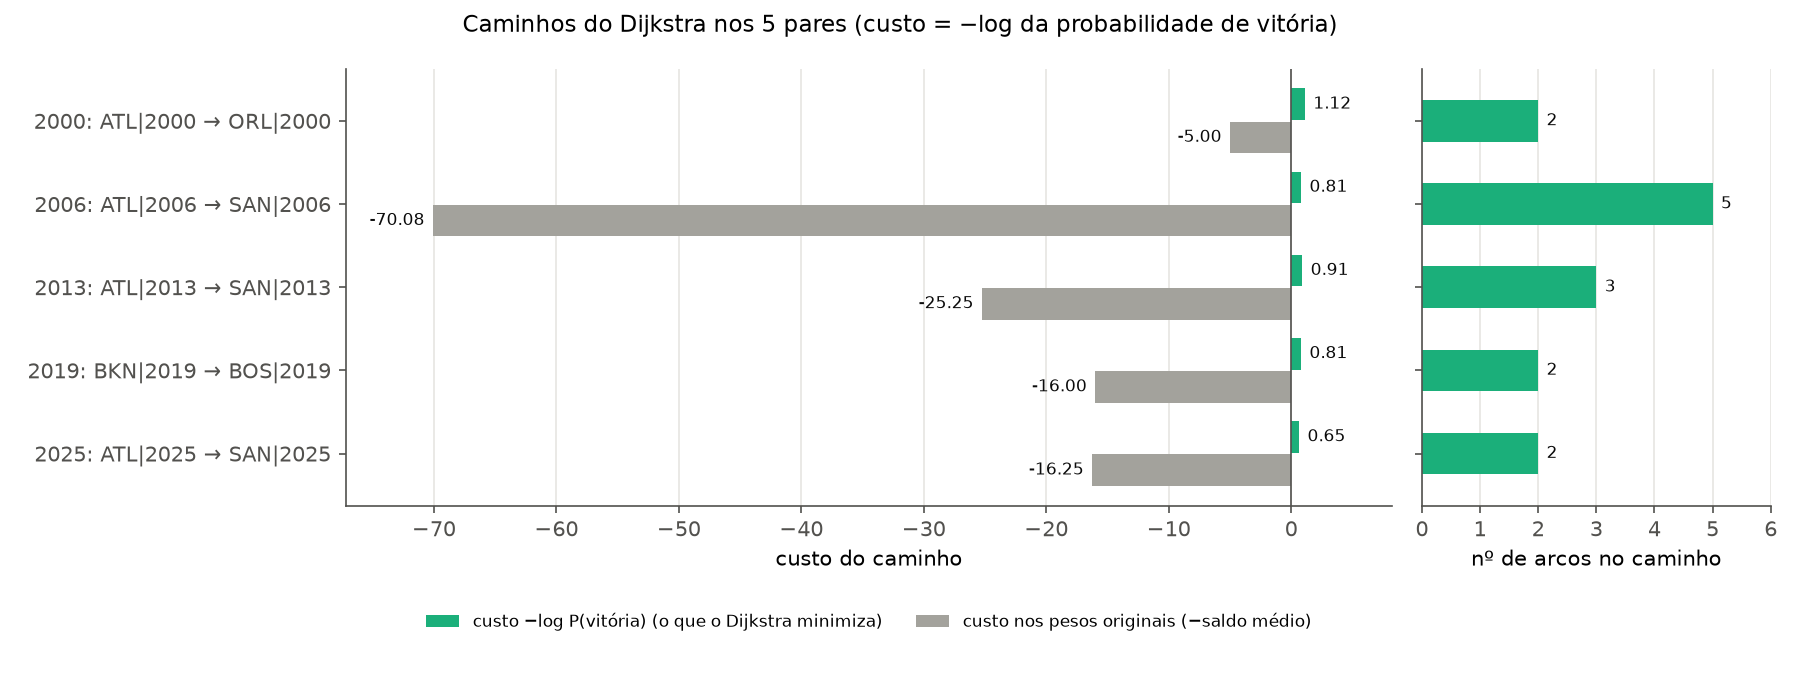 Caminhos do Dijkstra nos 5 pares (custo = −log da probabilidade de vitória)
2000: ATL|2000 → ORL|2000
1.12
-5.00
2
2006: ATL|2006 → SAN|2006
0.81
-70.08
5
2013: ATL|2013 → SAN|2013
0.91
-25.25
3
2019: BKN|2019 → BOS|2019
0.81
-16.00
2
2025: ATL|2025 → SAN|2025
0.65
-16.25
2
−70 −60 −50 −40 −30 −20 −10 0
0 1 2 3 4 5 6
custo do caminho
nº de arcos no caminho
custo −log P(vitória) (o que o Dijkstra minimiza)
custo nos pesos originais (−saldo médio)